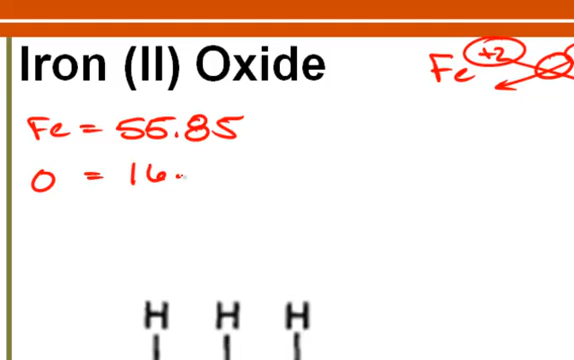 Iron (II) Oxide
Fe +2
Fe = 55.85
O = 16.
H H H